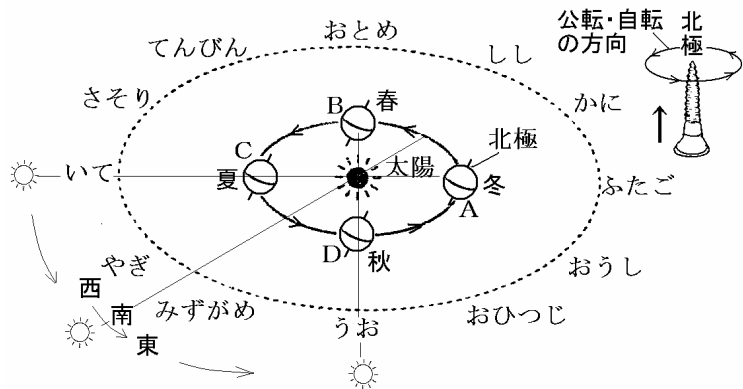 おとめ
てんびん
しし
さそり
かに
いて
ふたご
やぎ
おうし
みずがめ
おひつじ
うお
B 春
C
夏
太陽
北極
冬
A
D
秋
西
南
東
公転・自転
の方向
北極